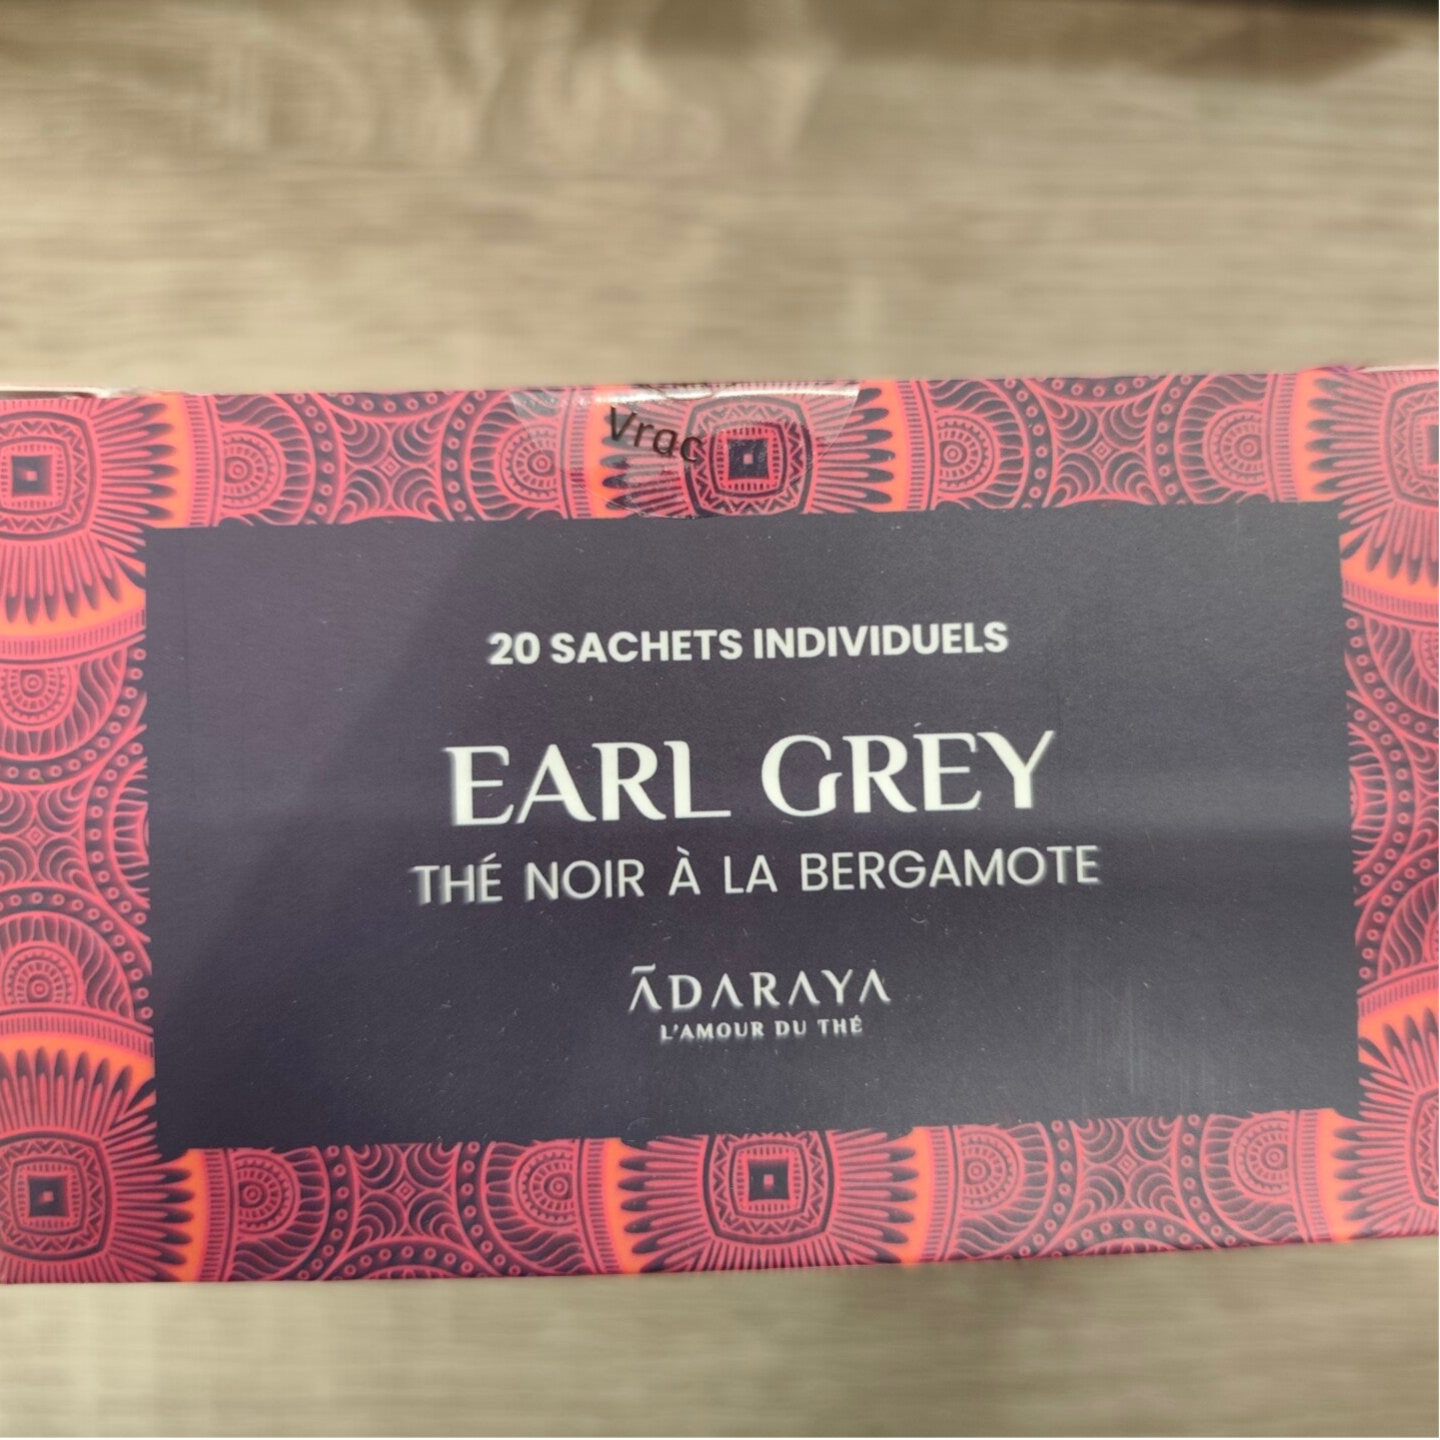 Vrac
20 SACHETS INDIVIDUELS
EARL GREY
THÉ NOIR À LA BERGAMOTE
ĀDARAYA
L'AMOUR DU THÉ